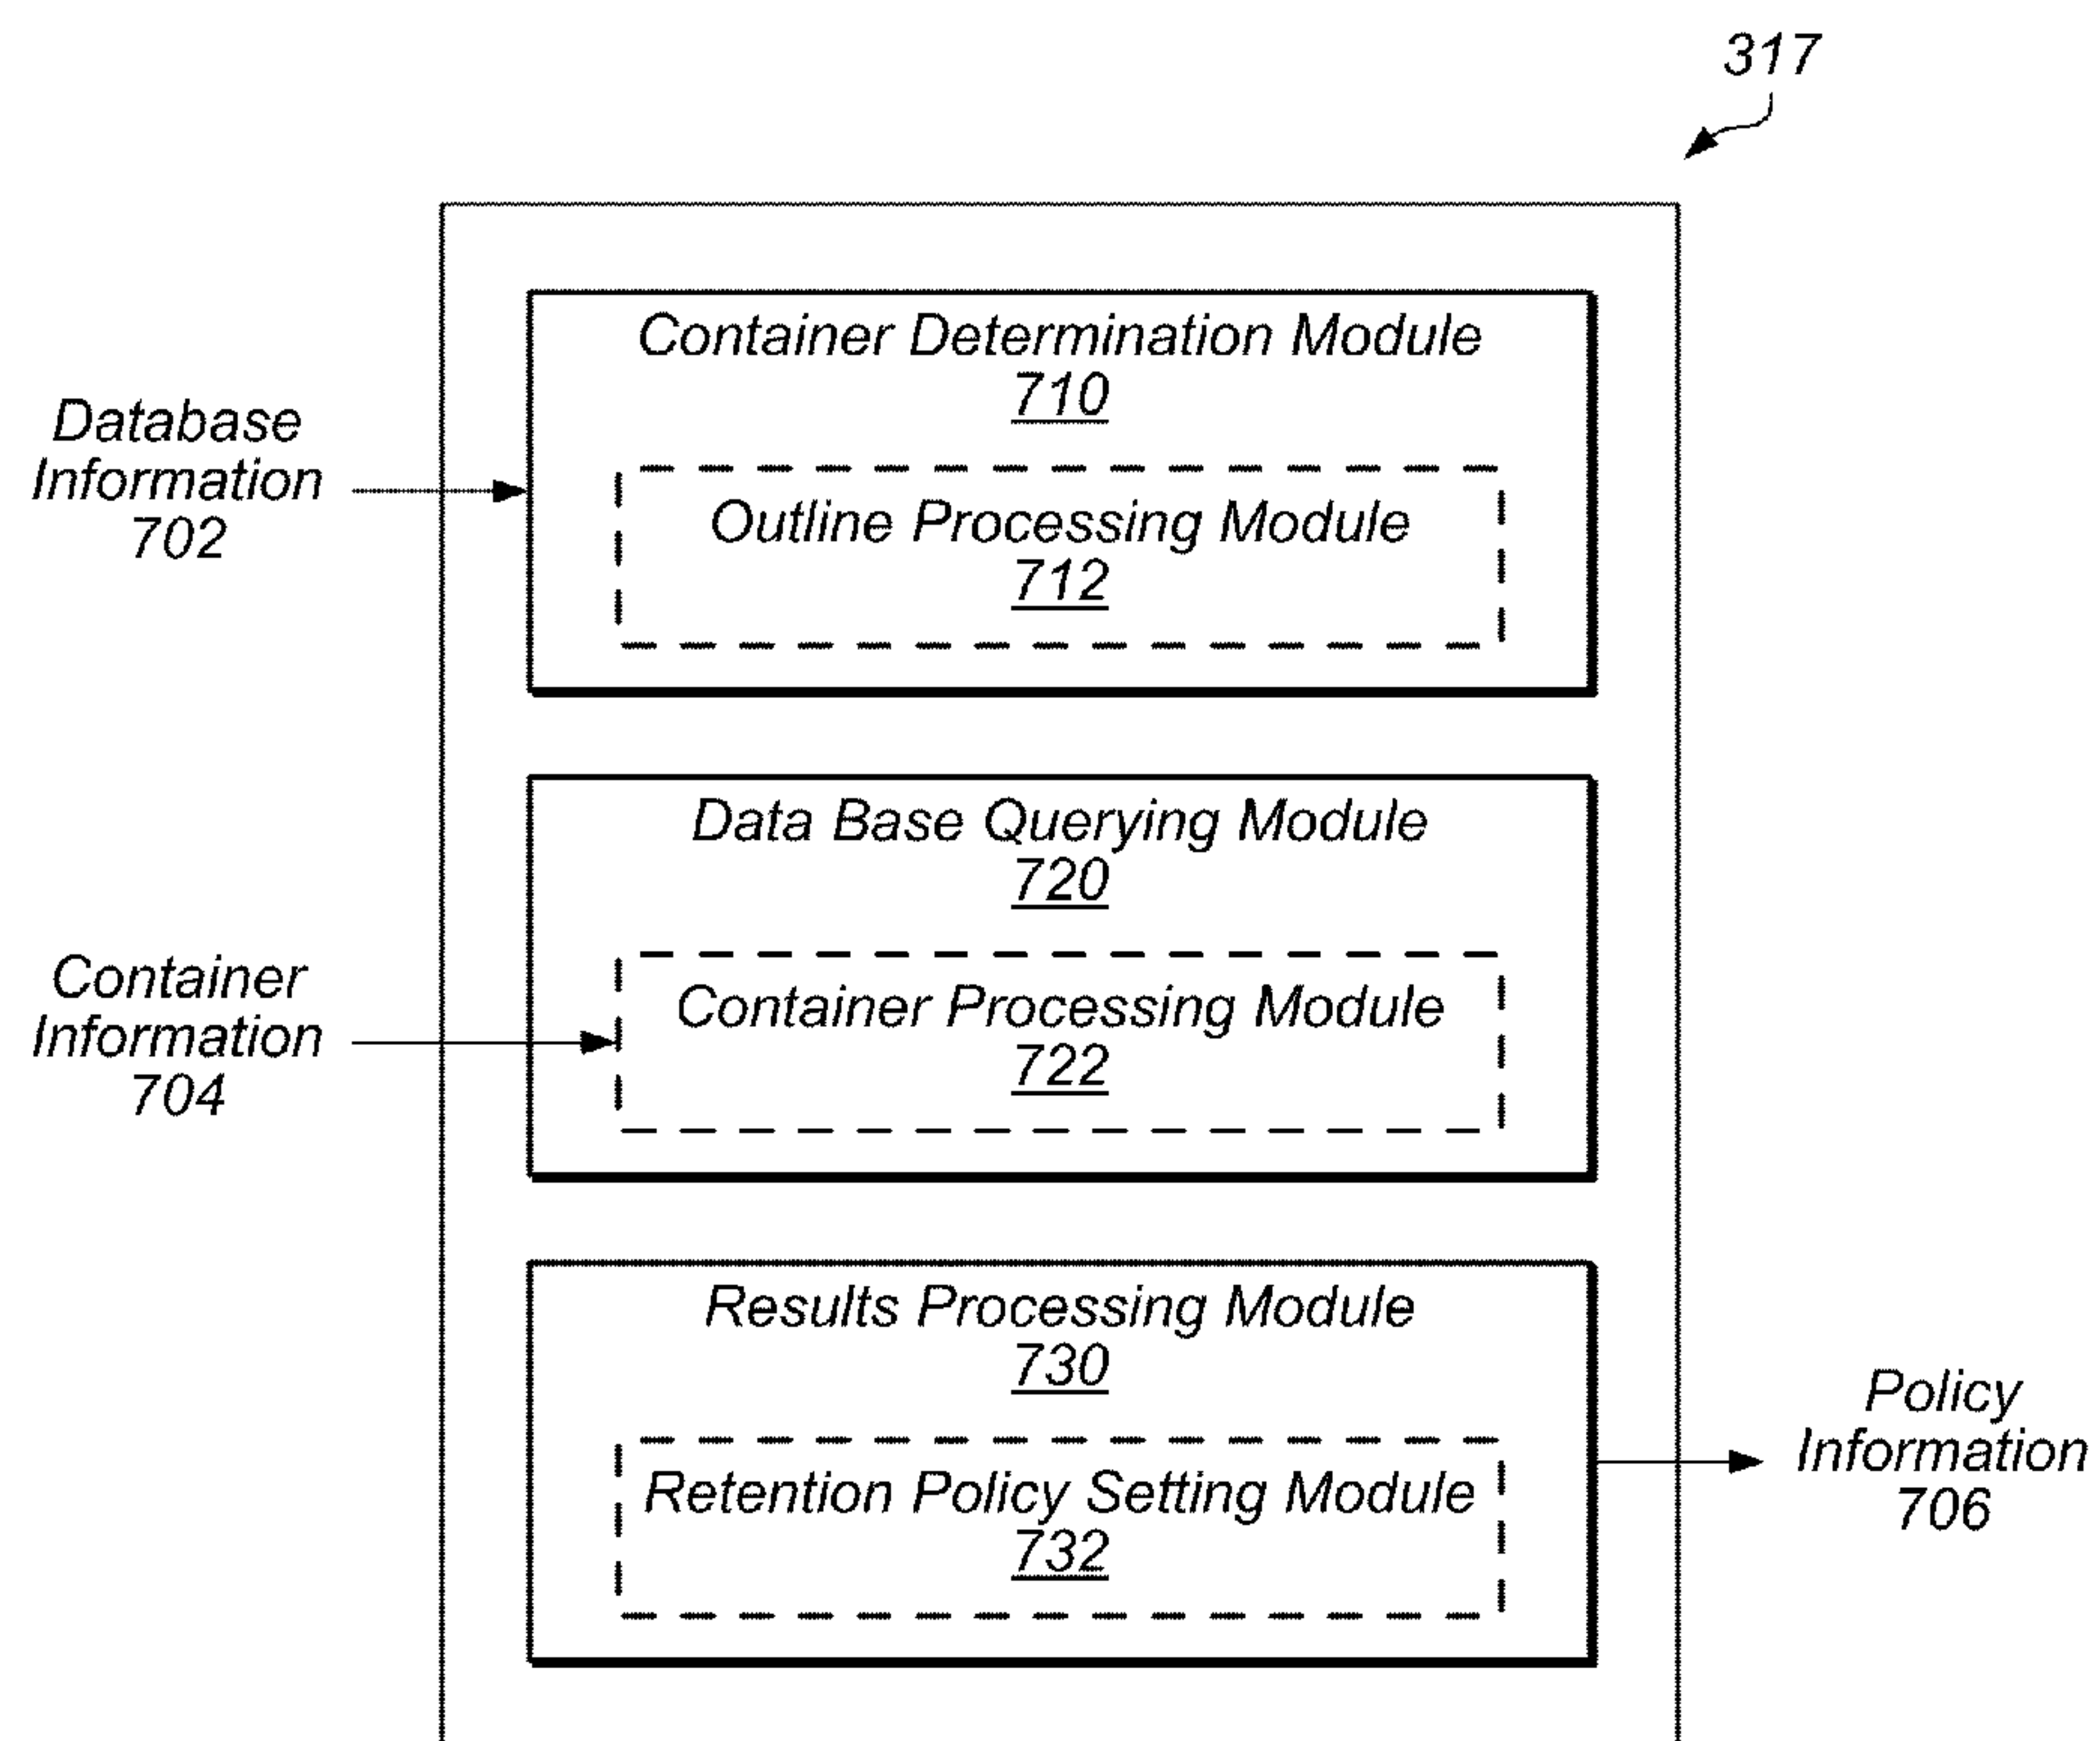 317
Container Determination Module
710
Database
Information
702
Outline Processing Module
712
Data Base Querying Module
720
Container
Information
704
Container Processing Module
722
Results Processing Module
730
Policy
Information
706
Retention Policy Setting Module
732